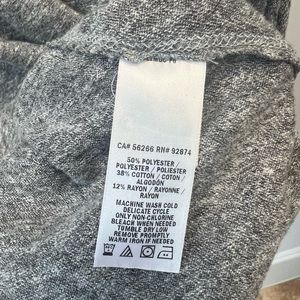 CA# 56266 RN# 92874
50% POLYESTER /
POLYESTER / POLIESTER
38% COTTON / COTON /
ALGODÓN
12% RAYON / RAYONNE /
RAYON
MACHINE WASH COLD
DELICATE CYCLE
ONLY NON-CHLORINE
BLEACH WHEN NEEDED
TUMBLE DRY LOW
REMOVE PROMPTLY
WARM IRON IF NEEDED